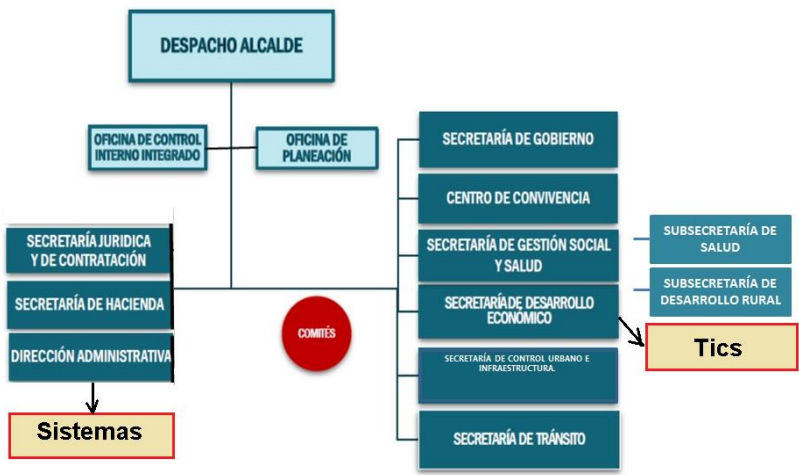 DESPACHO ALCALDE
OFICINA DE CONTROL
INTERNO INTEGRADO
OFICINA DE
PLANEACIÓN
SECRETARÍA JURIDICA
Y DE CONTRATACIÓN
SECRETARÍA DE HACIENDA
DIRECCIÓN ADMINISTRATIVA
Sistemas
COMITÉS
SECRETARÍA DE GOBIERNO
CENTRO DE CONVIVENCIA
SECRETARÍA DE GESTIÓN SOCIAL
Y SALUD
SECRETARÍA DE DESARROLLO
ECONÓMICO
SECRETARÍA DE CONTROL URBANO E
INFRAESTRUCTURA.
SECRETARÍA DE TRÁNSITO
SUBSECRETARÍA DE
SALUD
SUBSECRETARÍA DE
DESARROLLO RURAL
Tics